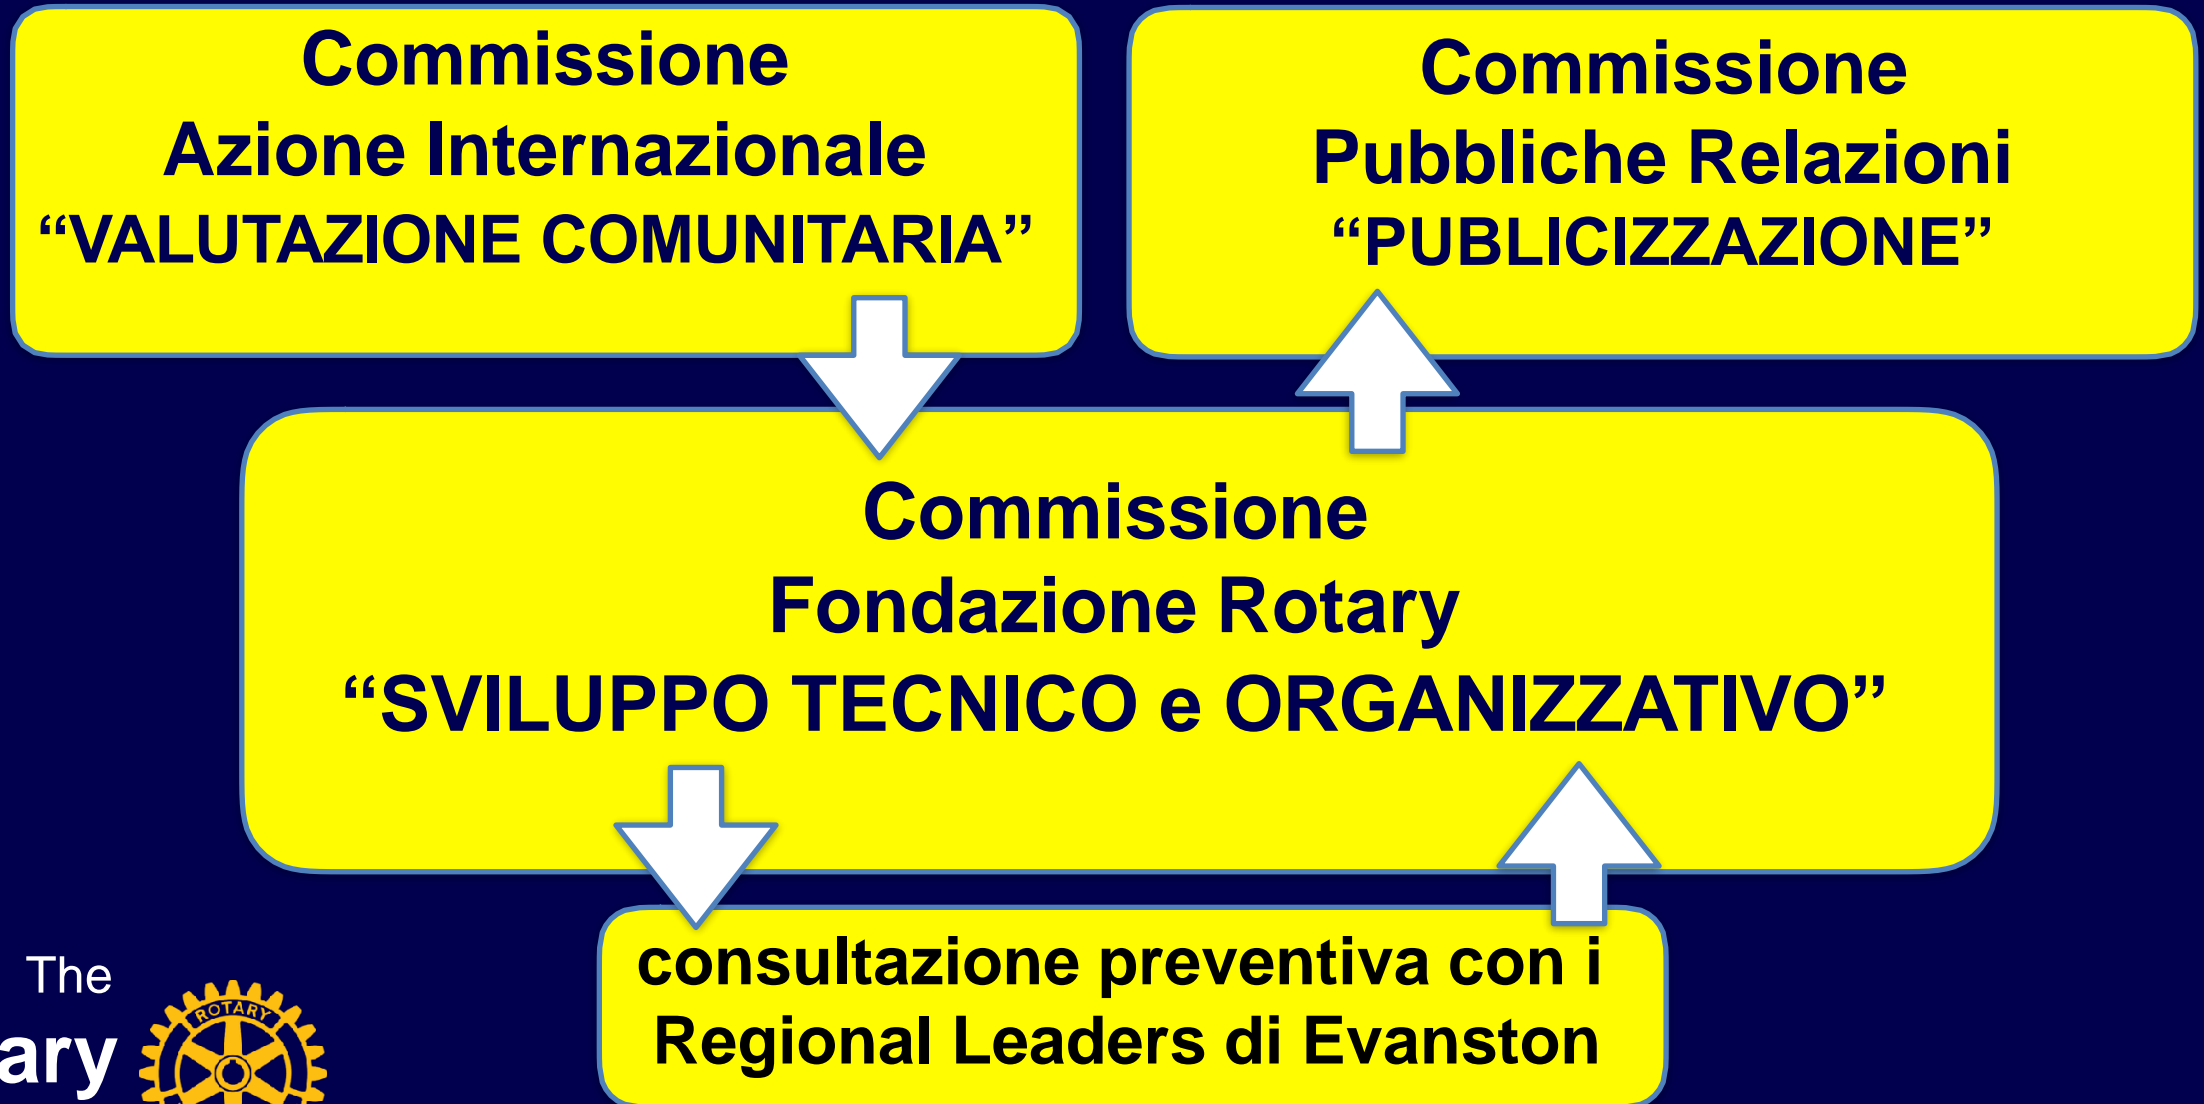 Commissione
Azione Internazionale
“VALUTAZIONE COMUNITARIA”
Commissione
Pubbliche Relazioni
“PUBLICIZZAZIONE”
Commissione
Fondazione Rotary
“SVILUPPO TECNICO e ORGANIZZATIVO”
consultazione preventiva con i
Regional Leaders di Evanston
The
ary
ROTARY